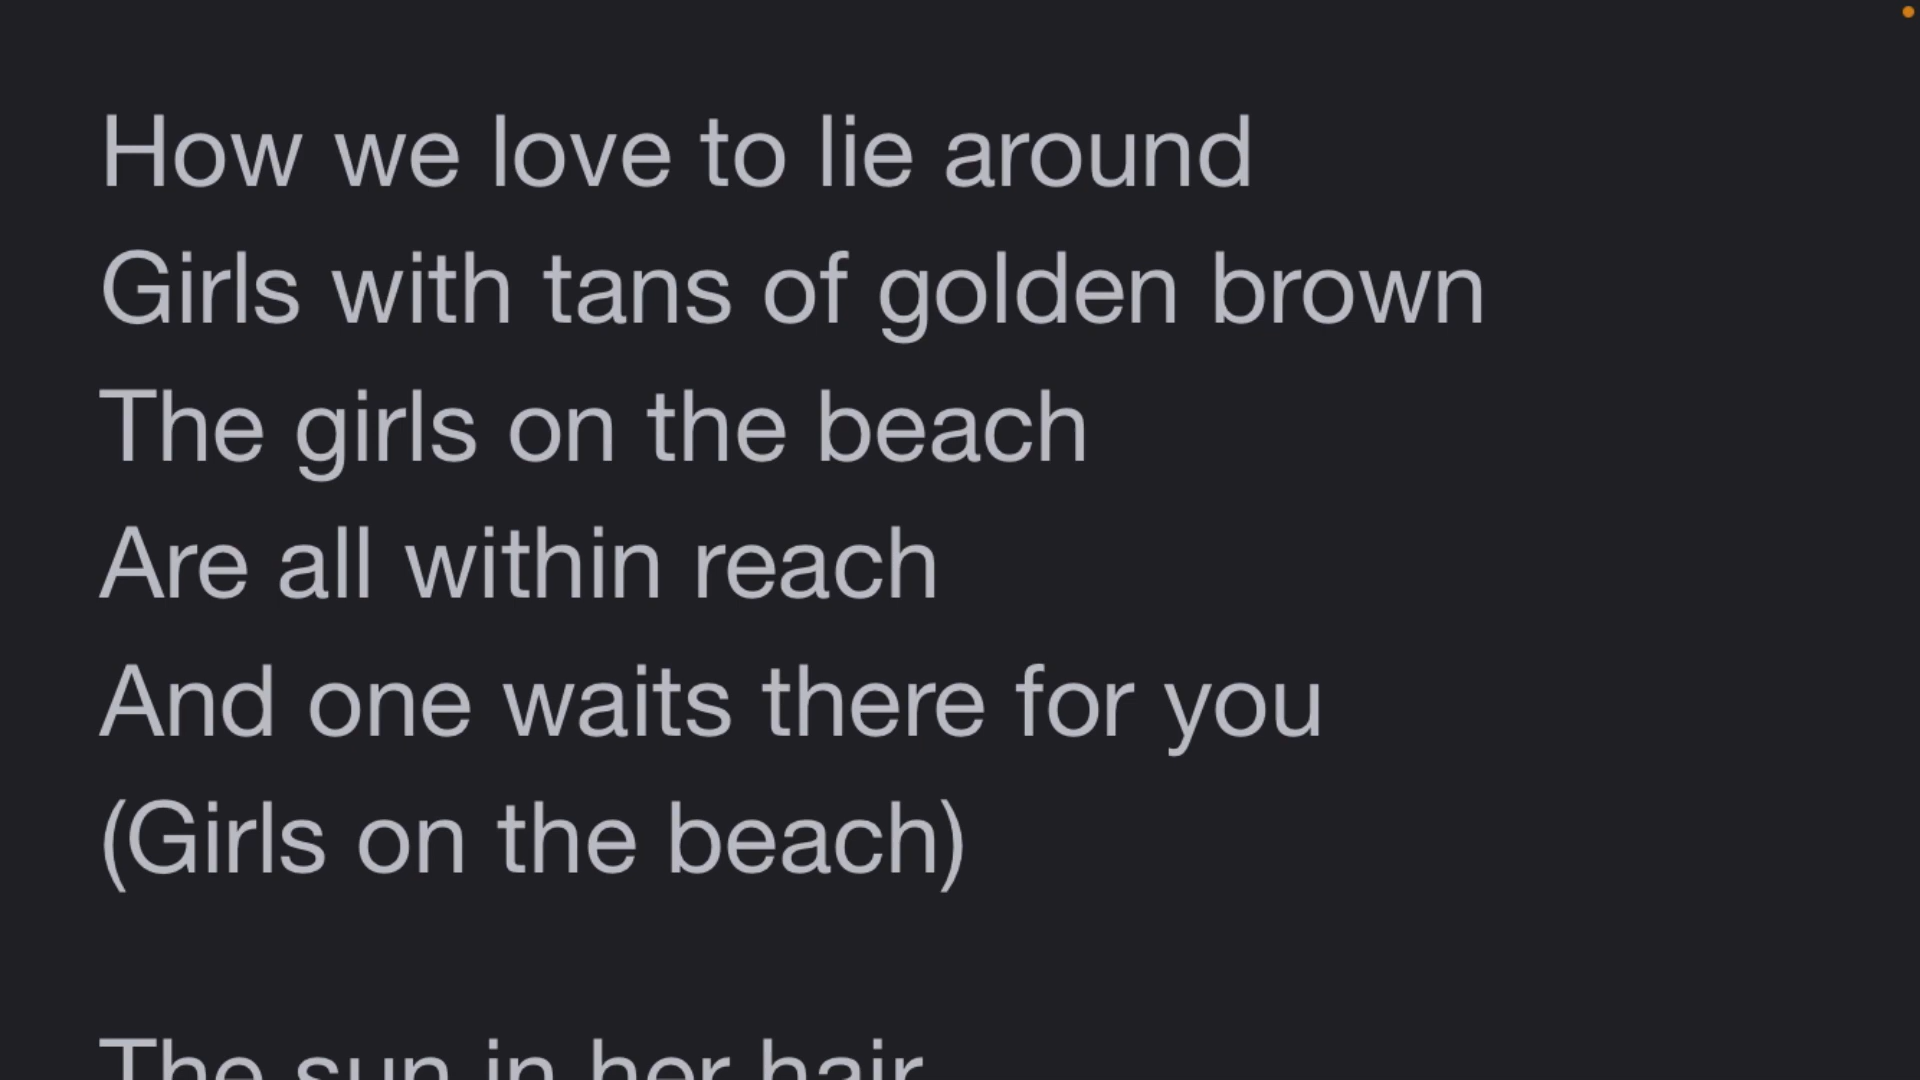 How we love to lie around
Girls with tans of golden brown
The girls on the beach
Are all within reach
And one waits there for you
(Girls on the beach)
The sun in her hair